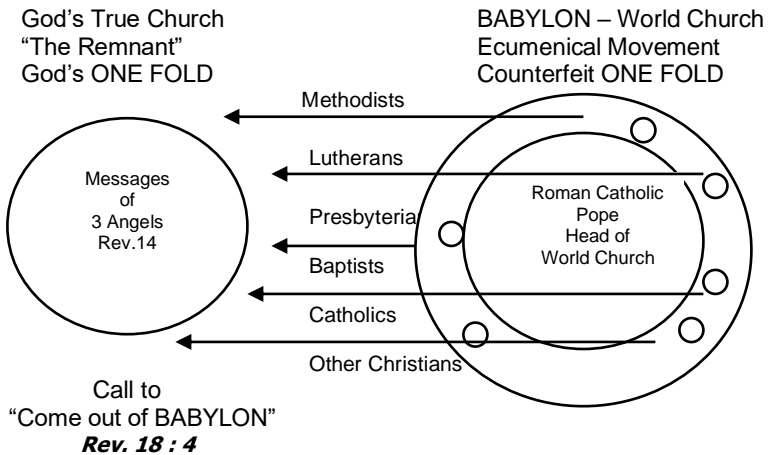 God's True Church
"The Remnant"
God's ONE FOLD
BABYLON – World Church
Ecumenical Movement
Counterfeit ONE FOLD
Messages
of
3 Angels
Rev.14
Methodists
Lutherans
Presbyteria
Baptists
Catholics
Other Christians
Roman Catholic
Pope
Head of
World Church
Call to
"Come out of BABYLON"
Rev. 18 : 4